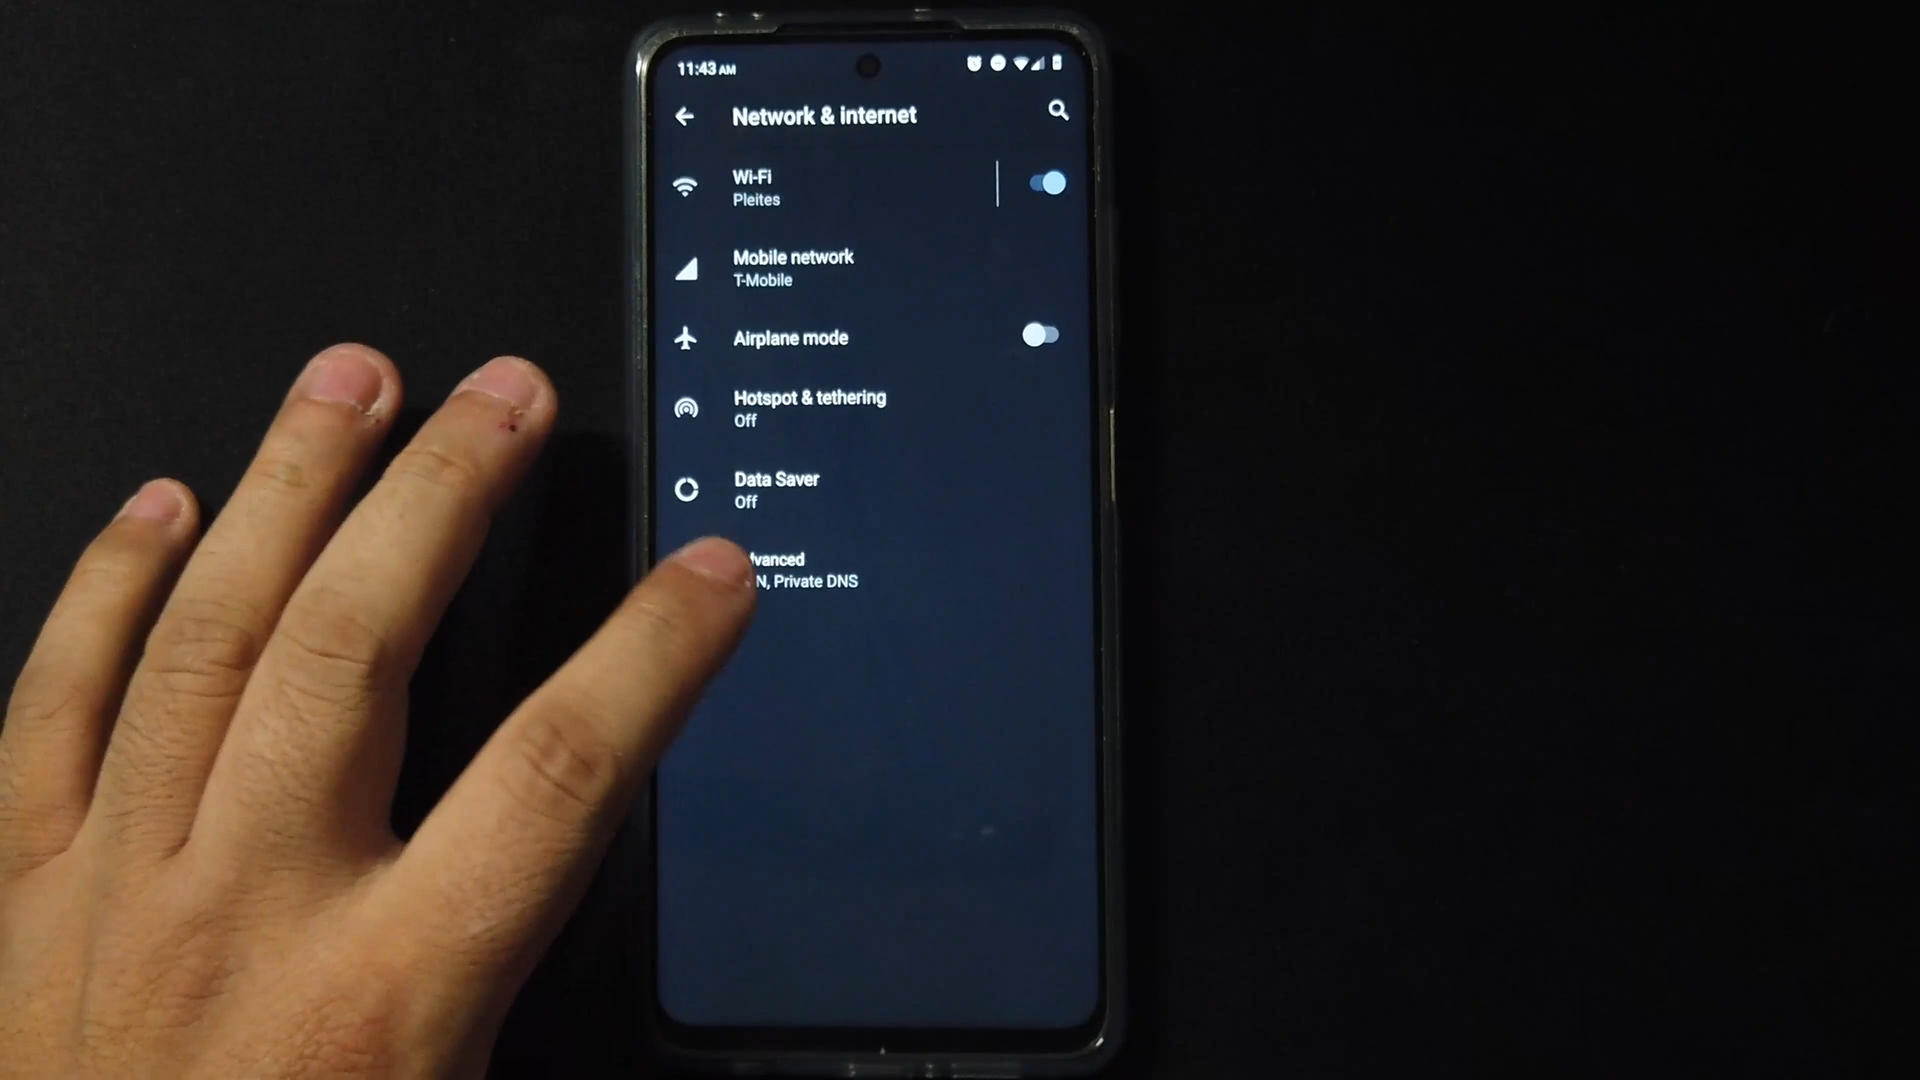 11:43 AM
Network & internet
Wi-Fi
Pleites
Mobile network
T-Mobile
Airplane mode
Hotspot & tethering
Off
Data Saver
Off
dvanced
N, Private DNS